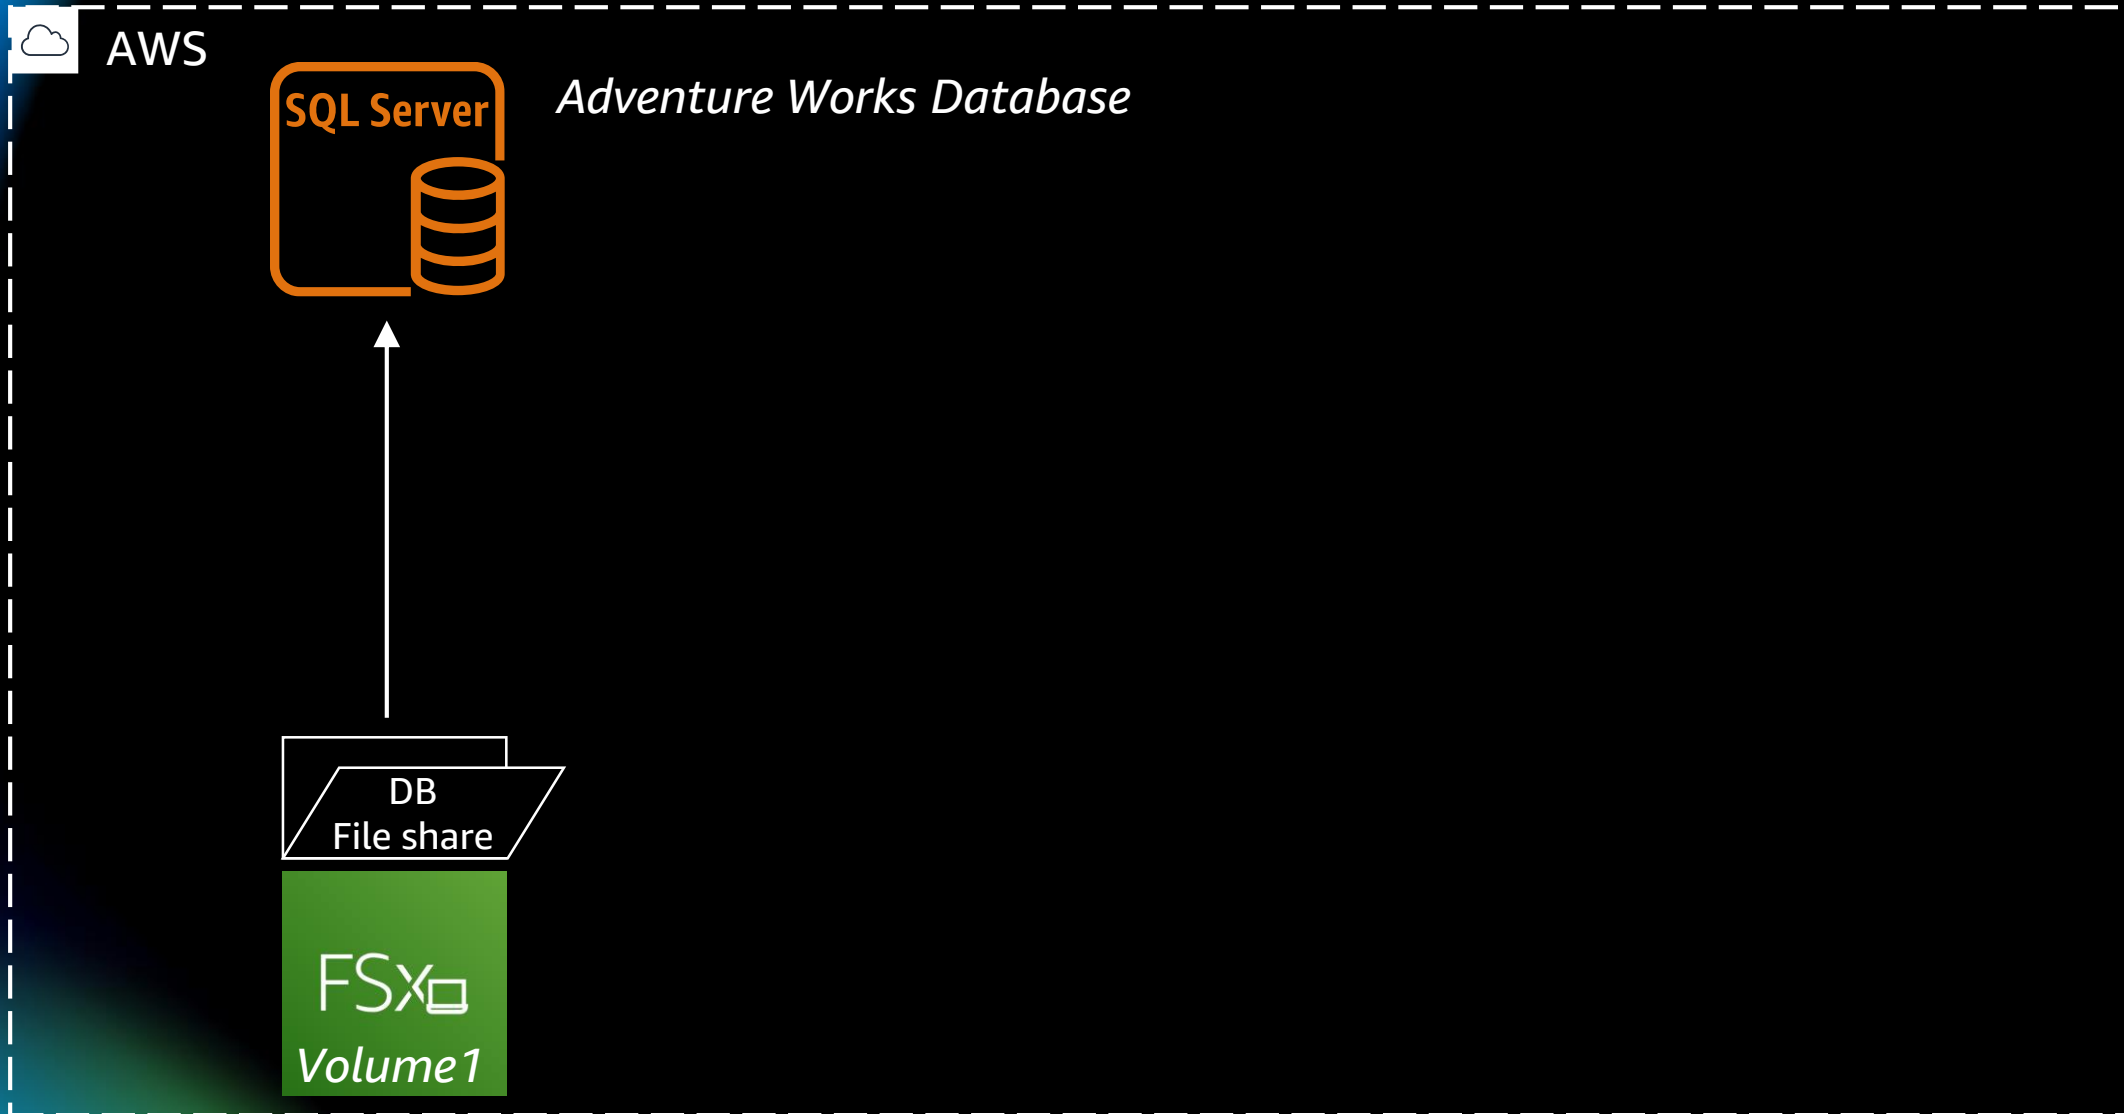 AWS
SQL Server
Adventure Works Database
DB
File share
FSx
Volume1